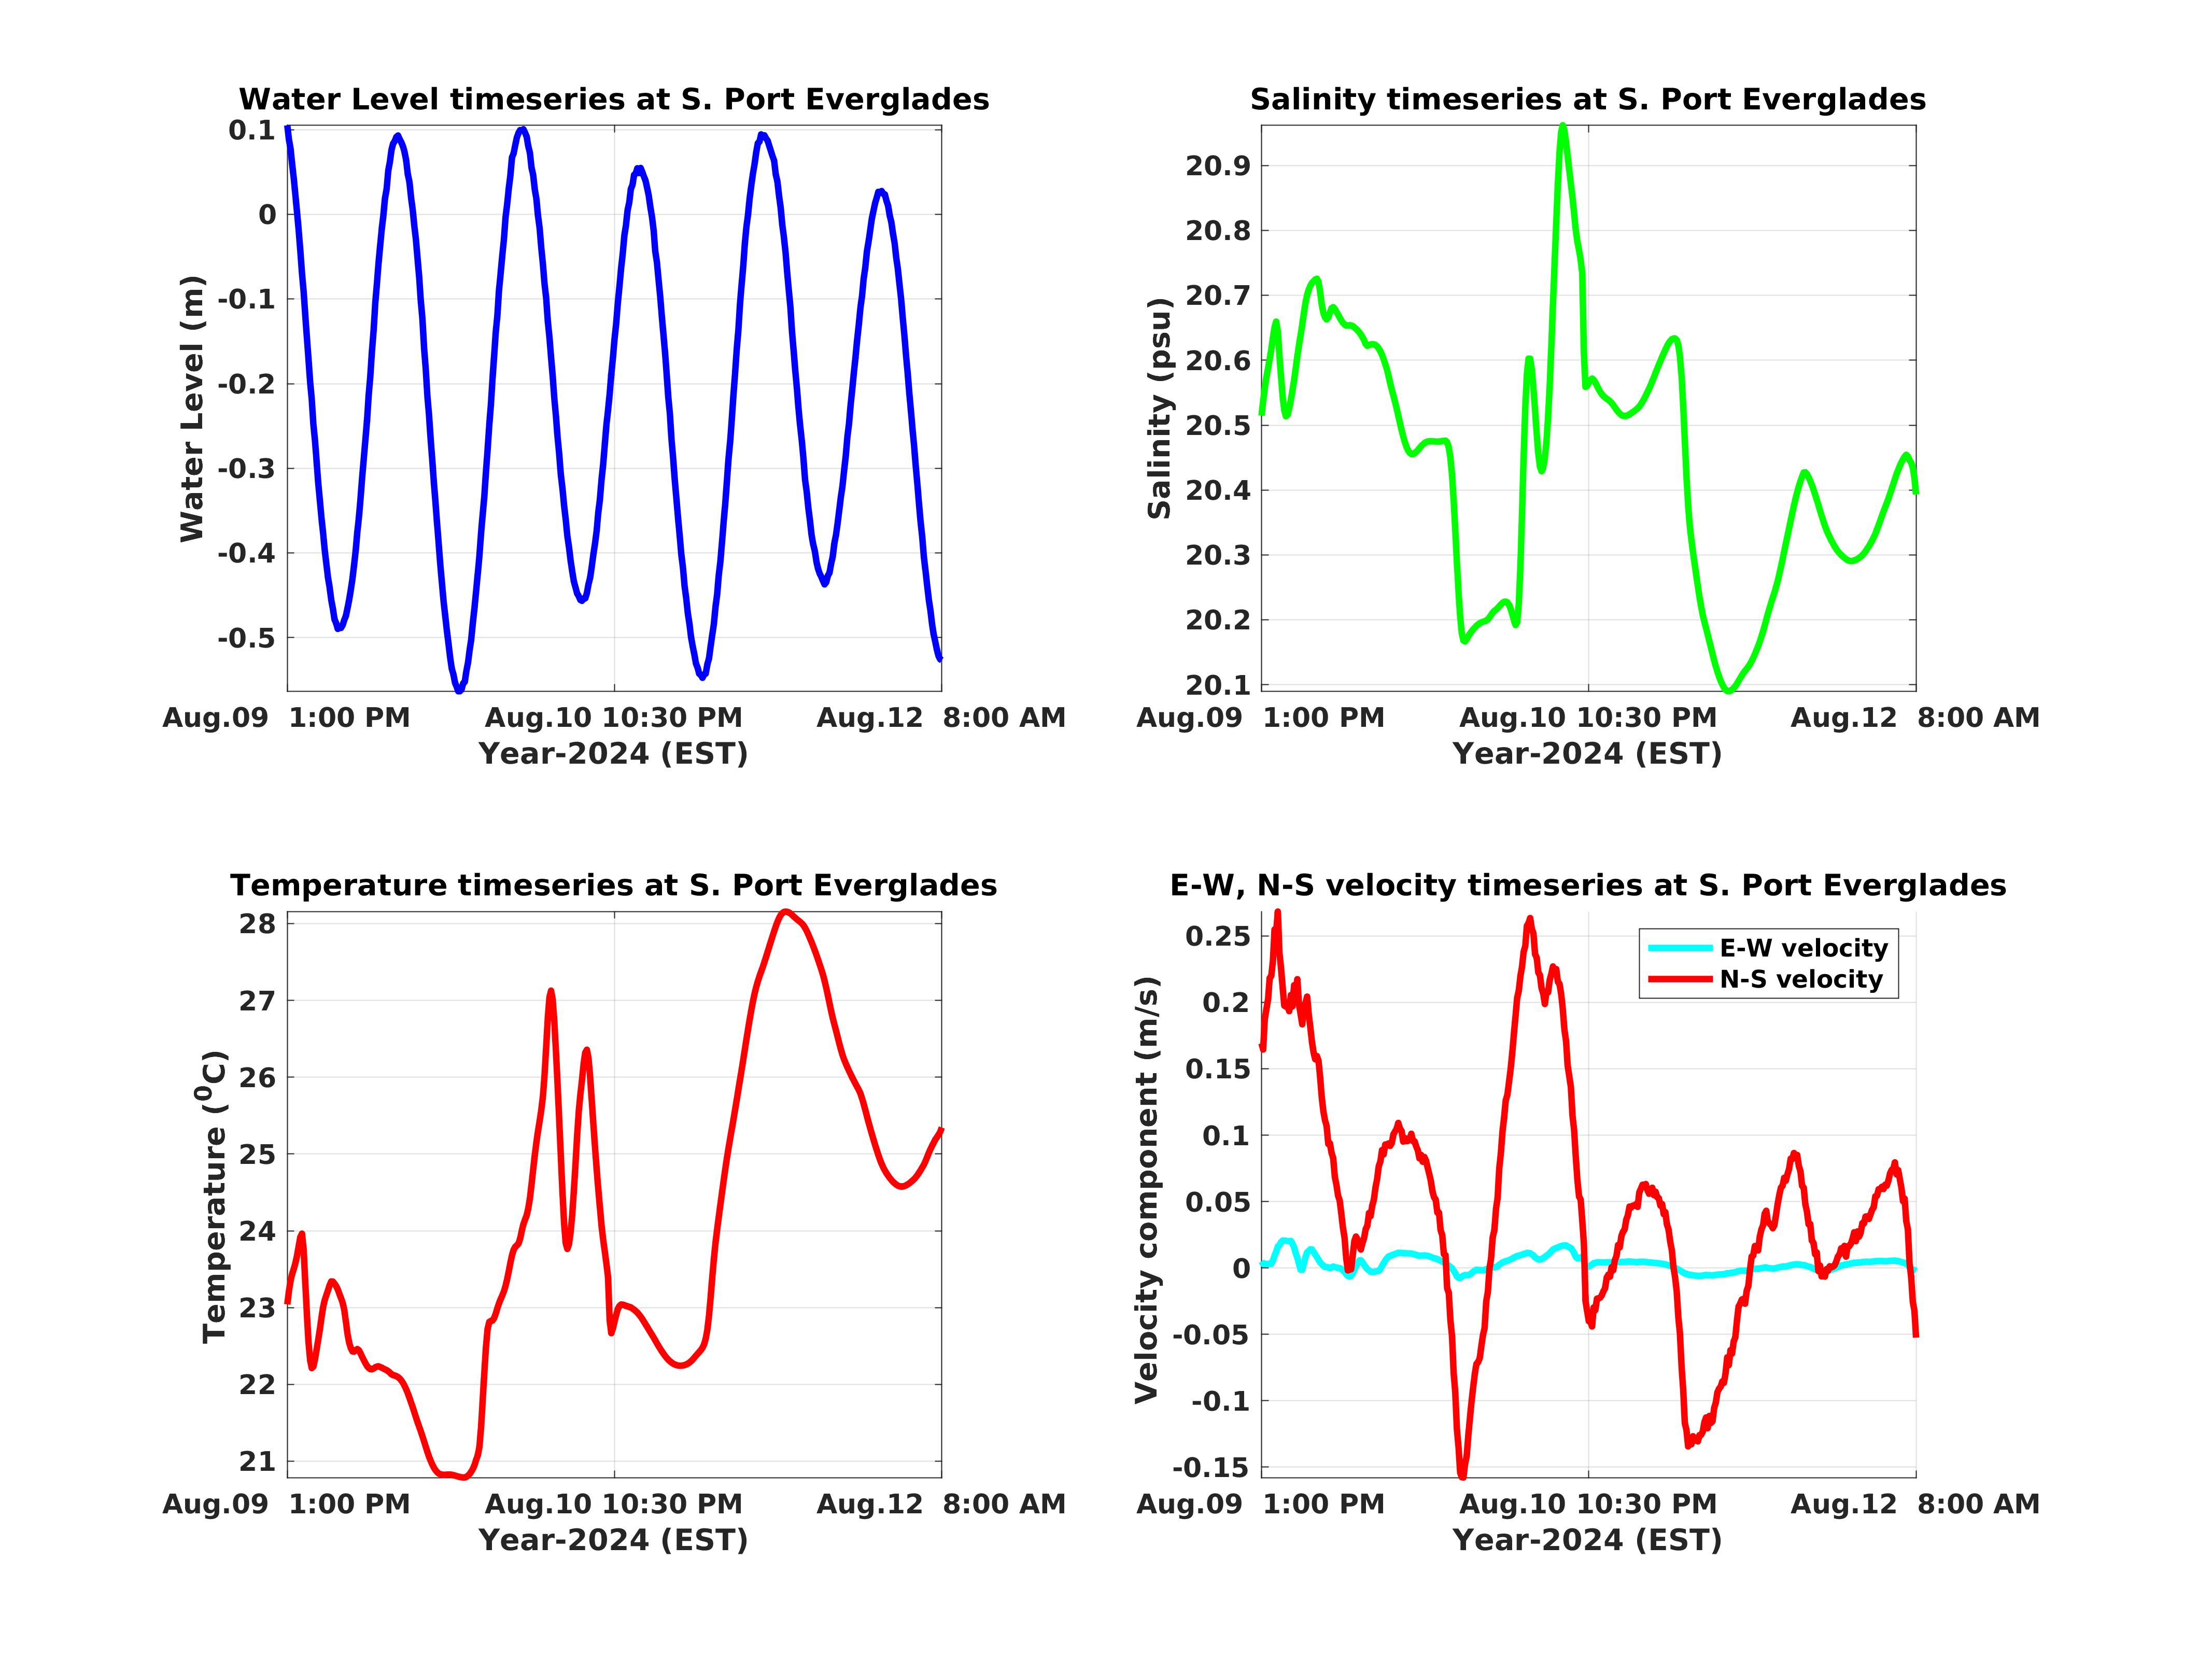 Water Level timeseries at S. Port Everglades
Water Level (m)
0.1
0
-0.1
-0.2
-0.3
-0.4
-0.5
Aug.09 1:00 PM Aug.10 10:30 PM Aug.12 8:00 AM
Year-2024 (EST)
Salinity timeseries at S. Port Everglades
Salinity (psu)
20.9
20.8
20.7
20.6
20.5
20.4
20.3
20.2
20.1
Aug.09 1:00 PM Aug.10 10:30 PM Aug.12 8:00 AM
Year-2024 (EST)
Temperature timeseries at S. Port Everglades
Temperature (⁰C)
28
27
26
25
24
23
22
21
Aug.09 1:00 PM Aug.10 10:30 PM Aug.12 8:00 AM
Year-2024 (EST)
E-W, N-S velocity timeseries at S. Port Everglades
Velocity component (m/s)
0.25
0.2
0.15
0.1
0.05
0
-0.05
-0.1
-0.15
E-W velocity
N-S velocity
Aug.09 1:00 PM Aug.10 10:30 PM Aug.12 8:00 AM
Year-2024 (EST)